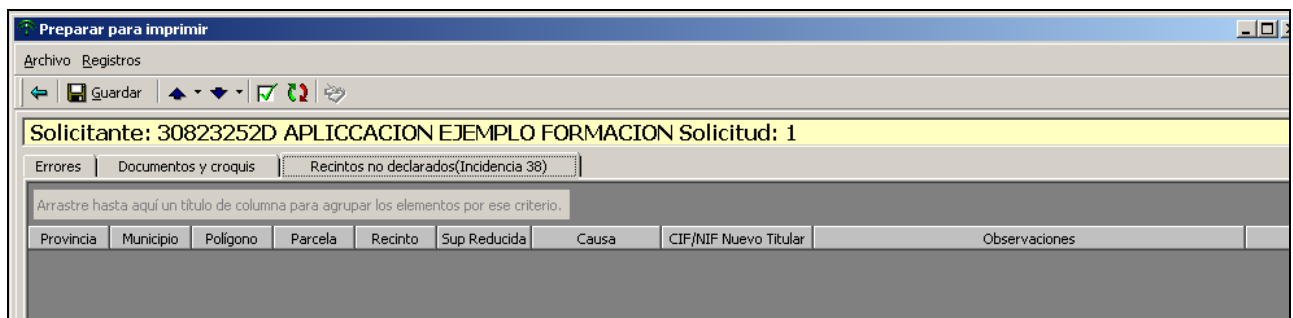 Preparar para imprimir
Archivo Registros
Guardar
Solicitante: 30823252D APLICCACION EJEMPLO FORMACION Solicitud: 1
Errores Documentos y croquis Recintos no declarados(Incidencia 38)
Arrastre hasta aquí un título de columna para agrupar los elementos por ese criterio.
Provincia Municipio Polígono Parcela Recinto Sup Reducida Causa CIF/NIF Nuevo Titular Observaciones